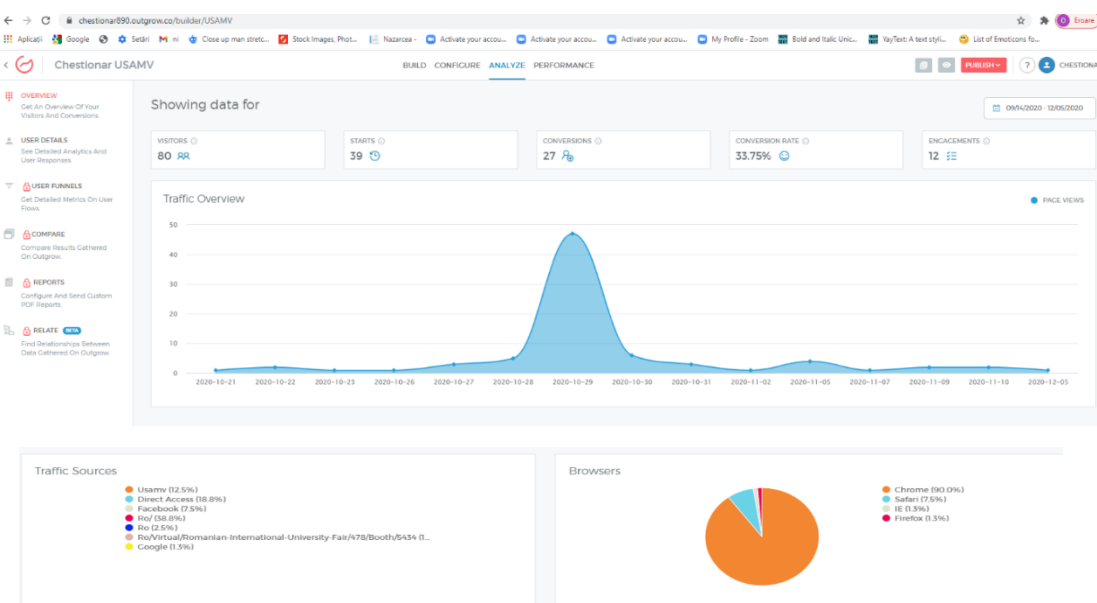 chestionar890.outgrow.co/builder/USAMV
Eroare
Aplicații Google Setări ni Close up man stretc... Stock Images, Phot... Nazarcea - Activate your accou... Activate your accou... Activate your accou... My Profile - Zoom Bold and Italic Unic... YayText: A text styli... List of Emoticons fo...
Chestionar USAMV
BUILD CONFIGURE ANALYZE PERFORMANCE
PUBLISH
?
CHESTIONA
OVERVIEW
Get An Overview Of Your
Visitors And Conversions.
USER DETAILS
See Detailed Analytics And
User Responses.
USER FUNNELS
Get Detailed Metrics On User
Flows.
COMPARE
Compare Results Gathered
On Outgrow.
REPORTS
Configure And Send Custom
PDF Reports.
RELATE BETA
Find Relationships Between
Data Gathered On Outgrow.
Showing data for
09/14/2020 - 12/05/2020
VISITORS
80
STARTS
39
CONVERSIONS
27
CONVERSION RATE
33.75%
ENGAGEMENTS
12
Traffic Overview
PAGE VIEWS
50
40
30
20
10
0
2020-10-21 2020-10-22 2020-10-23 2020-10-26 2020-10-27 2020-10-28 2020-10-29 2020-10-30 2020-10-31 2020-11-02 2020-11-05 2020-11-07 2020-11-09 2020-11-10 2020-12-05
Traffic Sources
Usamv (12.5%)
Direct Access (18.8%)
Facebook (7.5%)
Ro/ (38.8%)
Ro (2.5%)
Ro/Virtual/Romanian-International-University-Fair/478/Booth/5434 (1...
Google (1.3%)
Browsers
Chrome (90.0%)
Safari (7.5%)
IE (1.3%)
Firefox (1.3%)